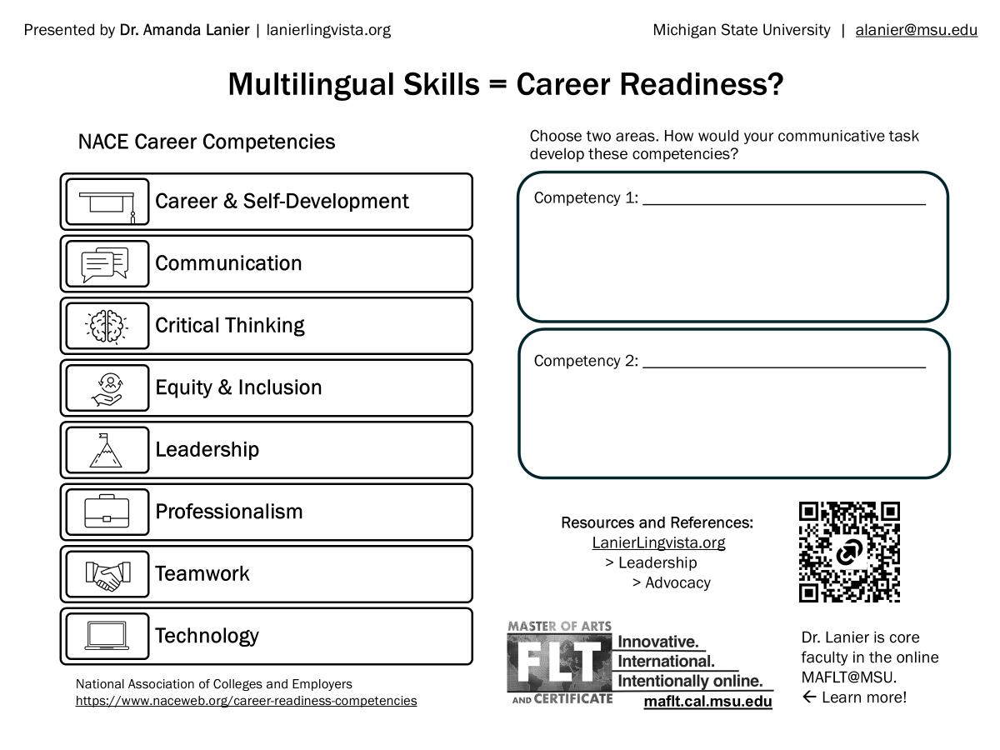 Presented by Dr. Amanda Lanier | lanierlingvista.org
Michigan State University | alanier@msu.edu
Multilingual Skills = Career Readiness?
NACE Career Competencies
Career & Self-Development
Communication
Critical Thinking
Equity & Inclusion
Leadership
Professionalism
Teamwork
Technology
National Association of Colleges and Employers
https://www.naceweb.org/career-readiness-competencies
Choose two areas. How would your communicative task
develop these competencies?
Competency 1: ________________________________
Competency 2: ________________________________
Resources and References:
LanierLingvista.org
> Leadership
> Advocacy
MASTER OF ARTS
FLT
AND CERTIFICATE
Innovative.
International.
Intentionally online.
maflt.cal.msu.edu
Dr. Lanier is core
faculty in the online
MAFLT@MSU.
← Learn more!